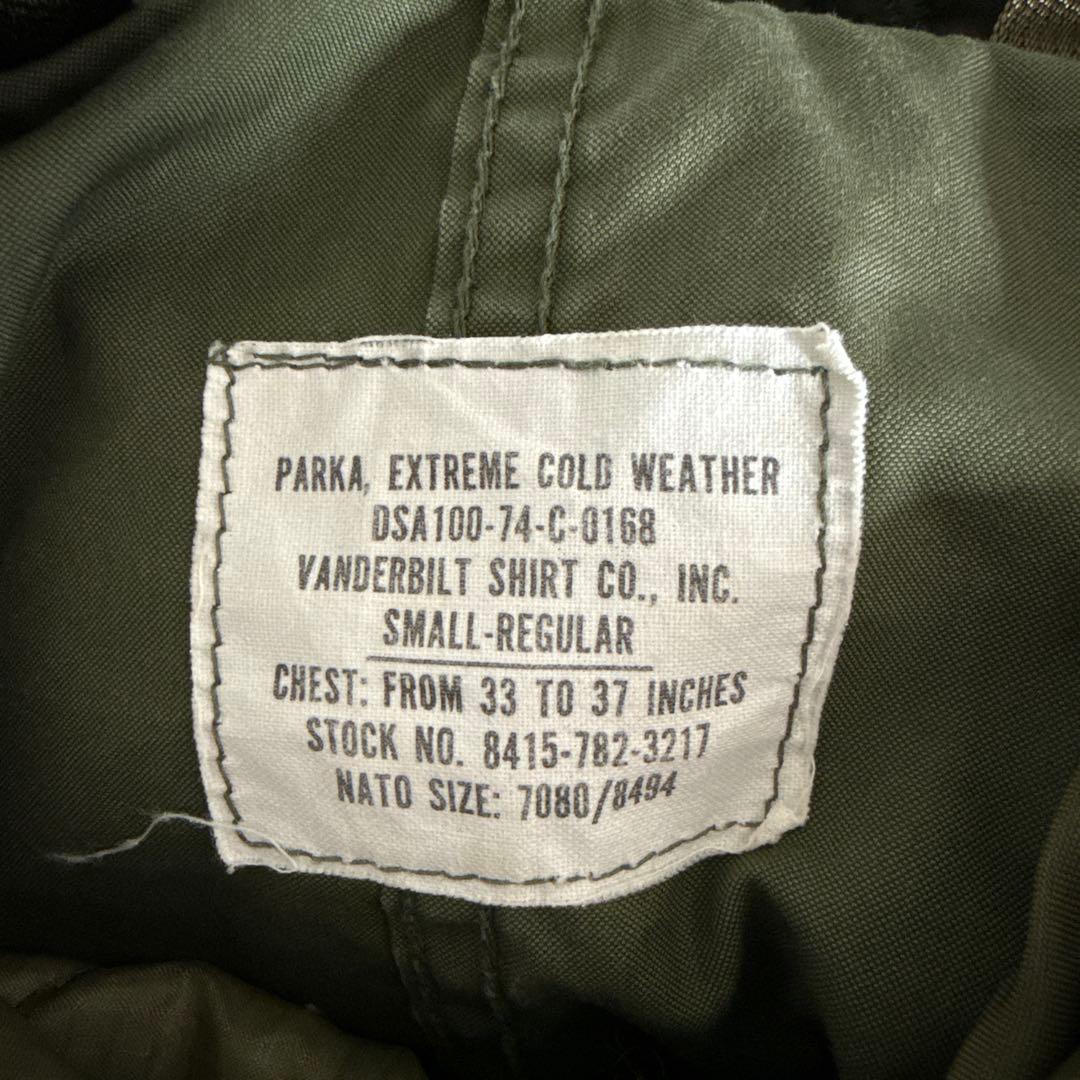 PARKA, EXTREME COLD WEATHER
DSA100-74-C-0168
VANDERBILT SHIRT CO., INC.
SMALL-REGULAR
CHEST: FROM 33 TO 37 INCHES
STOCK NO. 8415-782-3217
NATO SIZE: 7080/8494